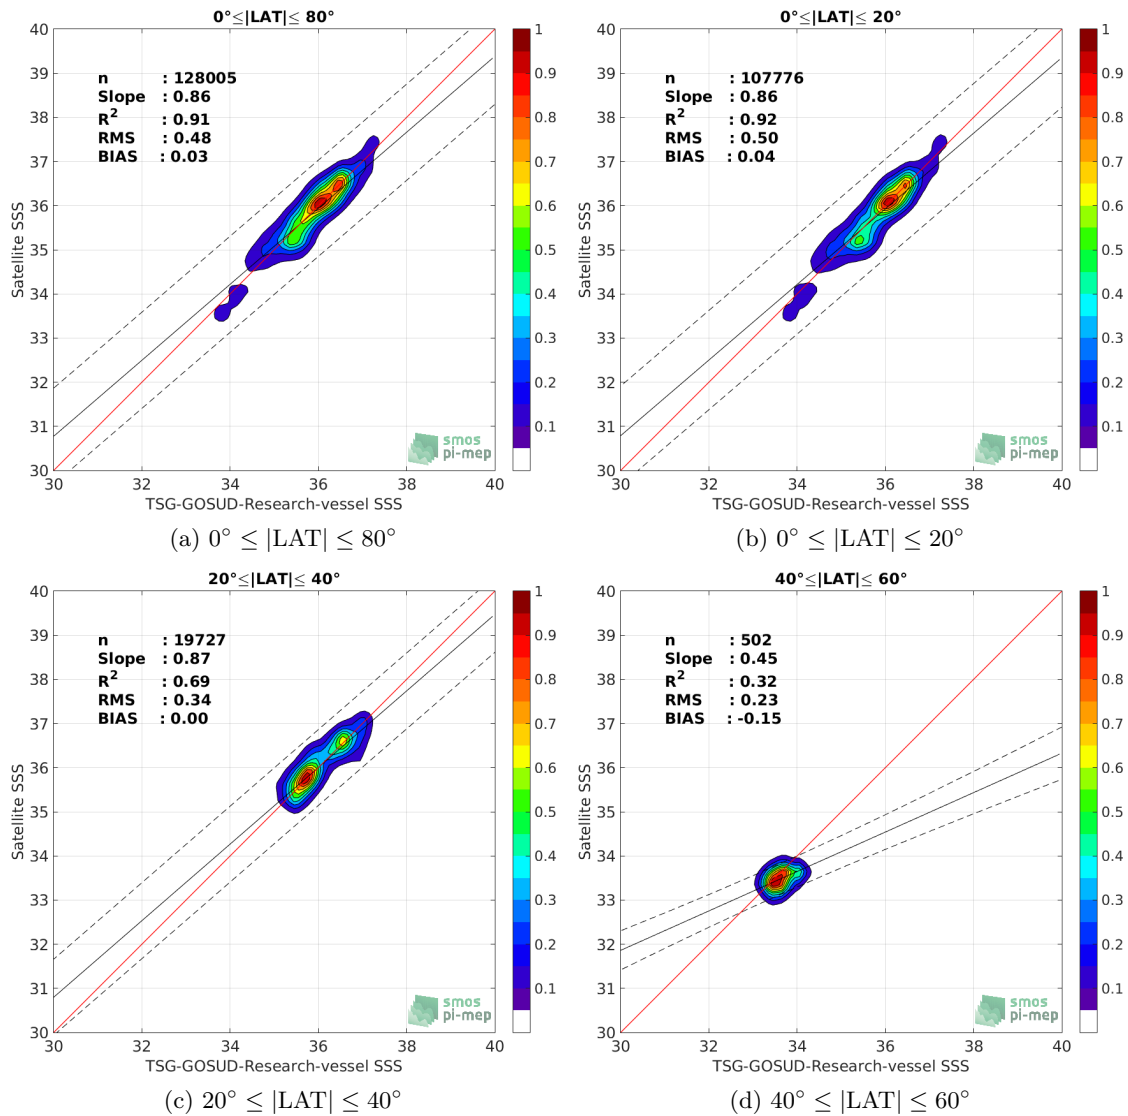 0°≤|LAT|≤ 80°
n : 128005
Slope : 0.86
R² : 0.91
RMS : 0.48
BIAS : 0.03
40
39
38
37
36
35
34
33
32
31
30
30 32 34 36 38 40
Satellite SSS
TSG-GOSUD-Research-vessel SSS
1
0.9
0.8
0.7
0.6
0.5
0.4
0.3
0.2
0.1
smos
pi-mep
(a) 0° ≤ |LAT| ≤ 80°
0°≤|LAT|≤ 20°
n : 107776
Slope : 0.86
R² : 0.92
RMS : 0.50
BIAS : 0.04
40
39
38
37
36
35
34
33
32
31
30
30 32 34 36 38 40
Satellite SSS
TSG-GOSUD-Research-vessel SSS
1
0.9
0.8
0.7
0.6
0.5
0.4
0.3
0.2
0.1
smos
pi-mep
(b) 0° ≤ |LAT| ≤ 20°
20°≤|LAT|≤ 40°
n : 19727
Slope : 0.87
R² : 0.69
RMS : 0.34
BIAS : 0.00
40
39
38
37
36
35
34
33
32
31
30
30 32 34 36 38 40
Satellite SSS
TSG-GOSUD-Research-vessel SSS
1
0.9
0.8
0.7
0.6
0.5
0.4
0.3
0.2
0.1
smos
pi-mep
(c) 20° ≤ |LAT| ≤ 40°
40°≤|LAT|≤ 60°
n : 502
Slope : 0.45
R² : 0.32
RMS : 0.23
BIAS : -0.15
40
39
38
37
36
35
34
33
32
31
30
30 32 34 36 38 40
Satellite SSS
TSG-GOSUD-Research-vessel SSS
1
0.9
0.8
0.7
0.6
0.5
0.4
0.3
0.2
0.1
smos
pi-mep
(d) 40° ≤ |LAT| ≤ 60°